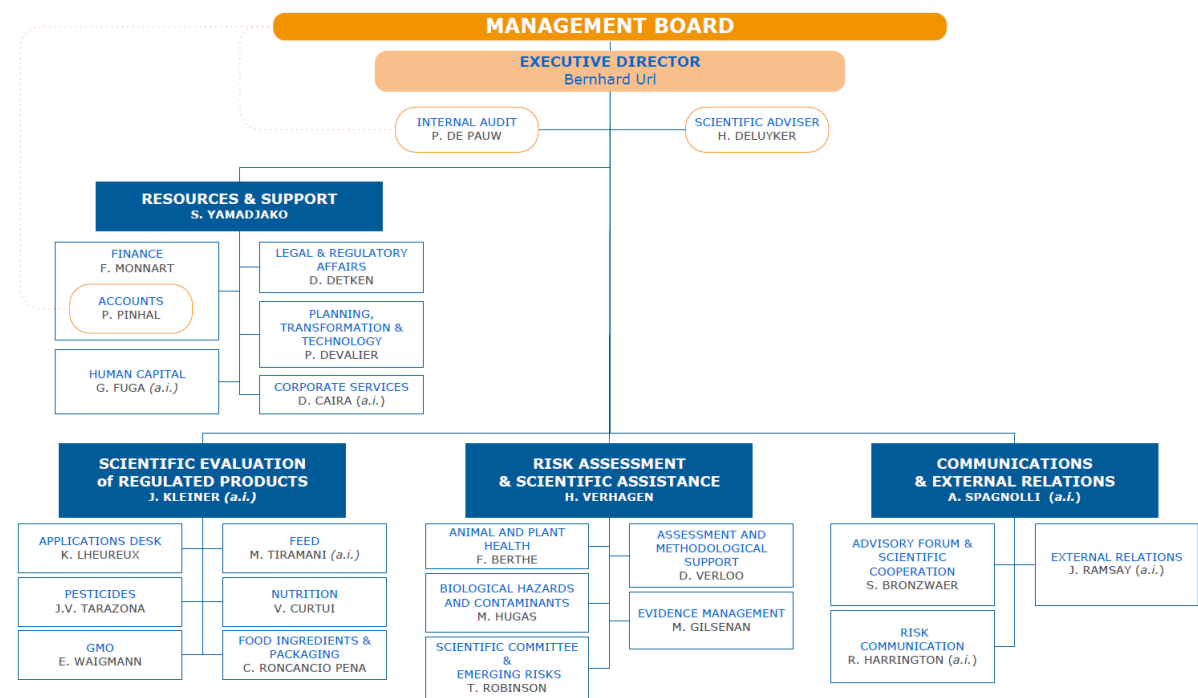 MANAGEMENT BOARD
EXECUTIVE DIRECTOR
Bernhard Url
INTERNAL AUDIT
P. DE PAUW
SCIENTIFIC ADVISER
H. DELUYKER
RESOURCES & SUPPORT
S. YAMADJAKO
FINANCE
F. MONNART
ACCOUNTS
P. PINHAL
HUMAN CAPITAL
G. FUGA (a.i.)
LEGAL & REGULATORY
AFFAIRS
D. DETKEN
PLANNING,
TRANSFORMATION &
TECHNOLOGY
P. DEVALIER
CORPORATE SERVICES
D. CAIRA (a.i.)
SCIENTIFIC EVALUATION
of REGULATED PRODUCTS
J. KLEINER (a.i.)
APPLICATIONS DESK
K. LHEUREUX
PESTICIDES
J.V. TARAZONA
GMO
E. WAIGMANN
FEED
M. TIRAMANI (a.i.)
NUTRITION
V. CURTUI
FOOD INGREDIENTS &
PACKAGING
C. RONCANCIO PENA
RISK ASSESSMENT
& SCIENTIFIC ASSISTANCE
H. VERHAGEN
ANIMAL AND PLANT
HEALTH
F. BERTHE
BIOLOGICAL HAZARDS
AND CONTAMINANTS
M. HUGAS
SCIENTIFIC COMMITTEE
&
EMERGING RISKS
T. ROBINSON
ASSESSMENT AND
METHODOLOGICAL
SUPPORT
D. VERLOO
EVIDENCE MANAGEMENT
M. GILSENAN
COMMUNICATIONS
& EXTERNAL RELATIONS
A. SPAGNOLLI (a.i.)
ADVISORY FORUM &
SCIENTIFIC
COOPERATION
S. BRONZWAER
RISK
COMMUNICATION
R. HARRINGTON (a.i.)
EXTERNAL RELATIONS
J. RAMSAY (a.i.)